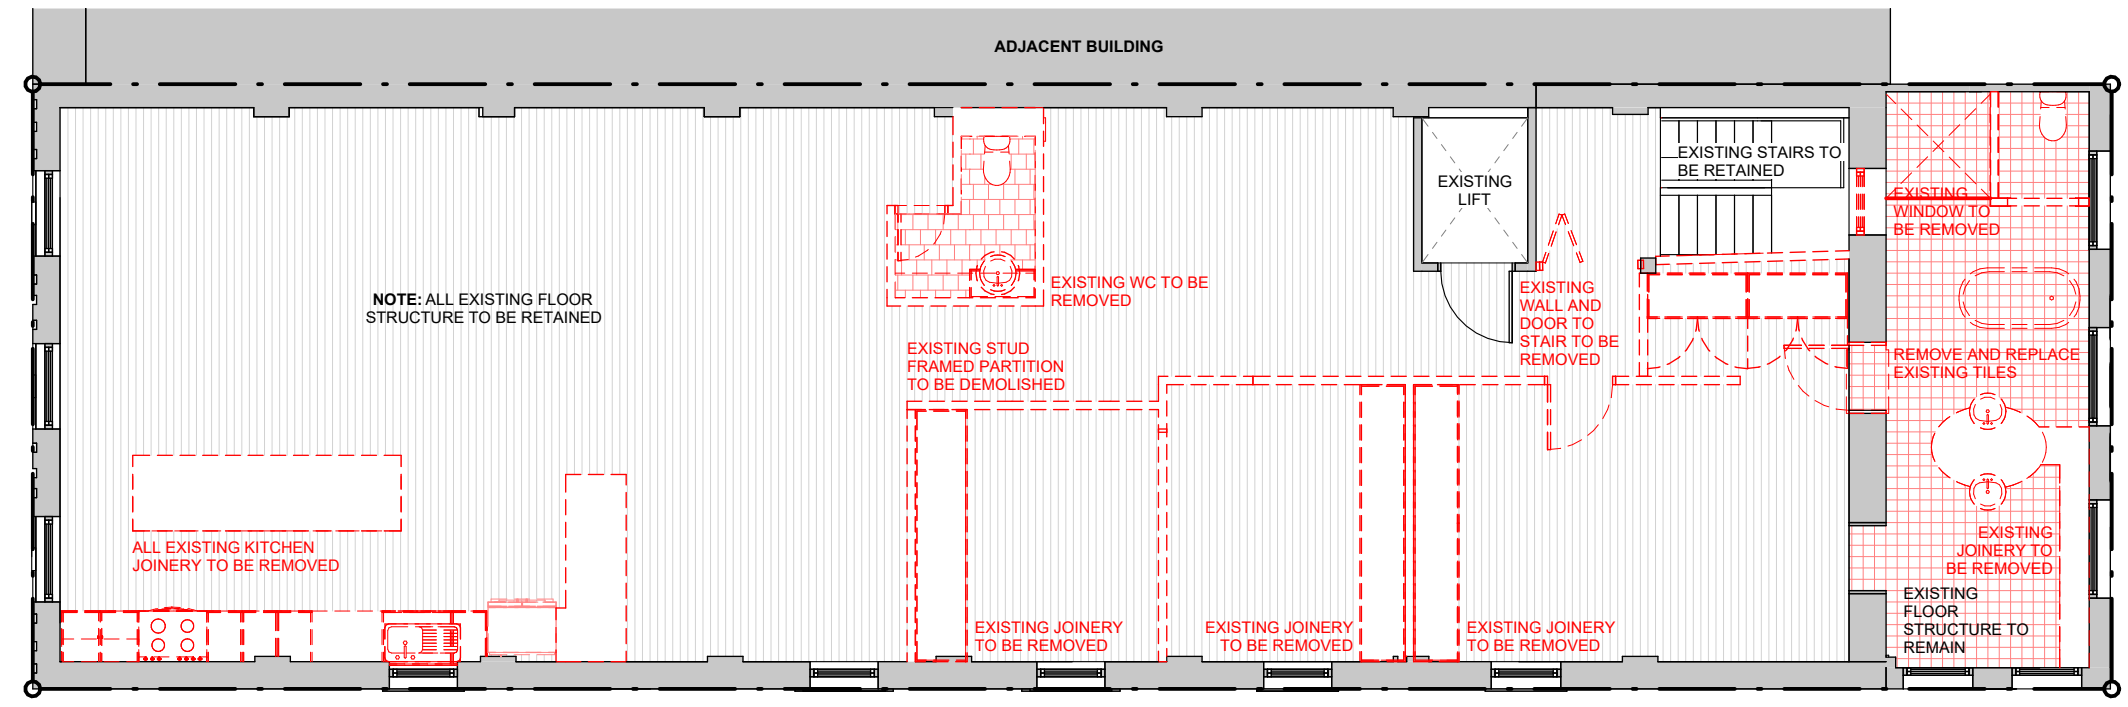 ADJACENT BUILDING
EXISTING STAIRS TO
BE RETAINED
EXISTING
LIFT
EXISTING
WINDOW TO
BE REMOVED
EXISTING WC TO BE
REMOVED
NOTE: ALL EXISTING FLOOR
STRUCTURE TO BE RETAINED
EXISTING
WALL AND
DOOR TO
STAIR TO BE
REMOVED
EXISTING STUD
FRAMED PARTITION
TO BE DEMOLISHED
REMOVE AND REPLACE
EXISTING TILES
ALL EXISTING KITCHEN
JOINERY TO BE REMOVED
EXISTING
JOINERY TO
BE REMOVED
EXISTING
FLOOR
STRUCTURE TO
REMAIN
EXISTING JOINERY
TO BE REMOVED
EXISTING JOINERY
TO BE REMOVED
EXISTING JOINERY
TO BE REMOVED